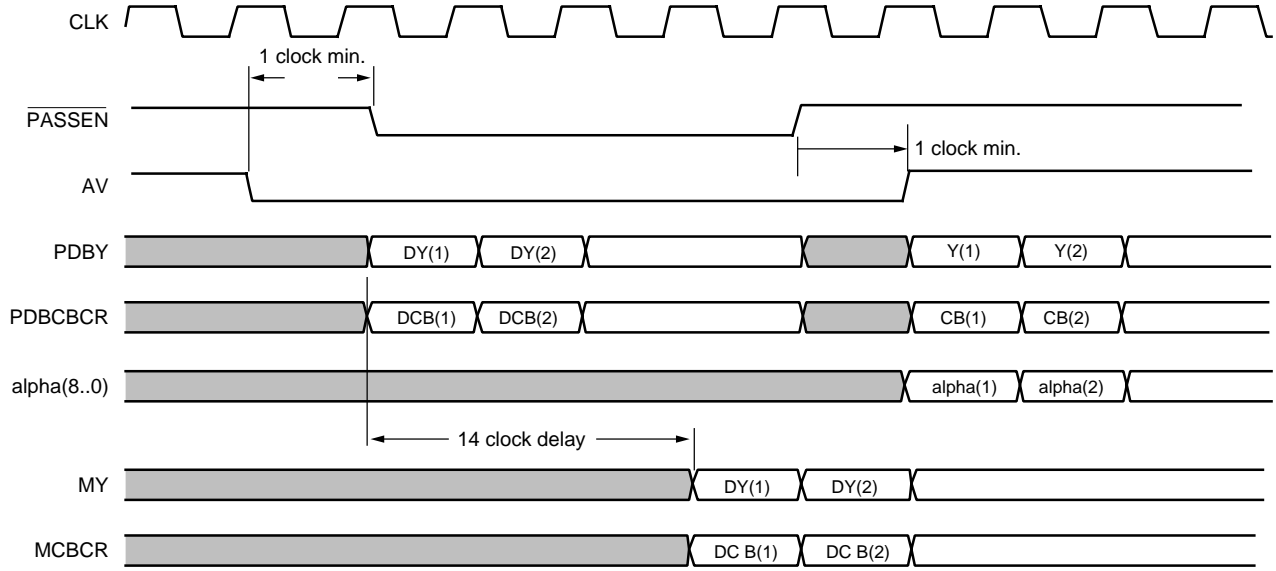 CLK
1 clock min.
PASSEN
1 clock min.
AV
PDBY DY(1) DY(2) Y(1) Y(2)
PDBCBCR DCB(1) DCB(2) CB(1) CB(2)
alpha(8..0) alpha(1) alpha(2)
14 clock delay
MY DY(1) DY(2)
MCBCR DC B(1) DC B(2)